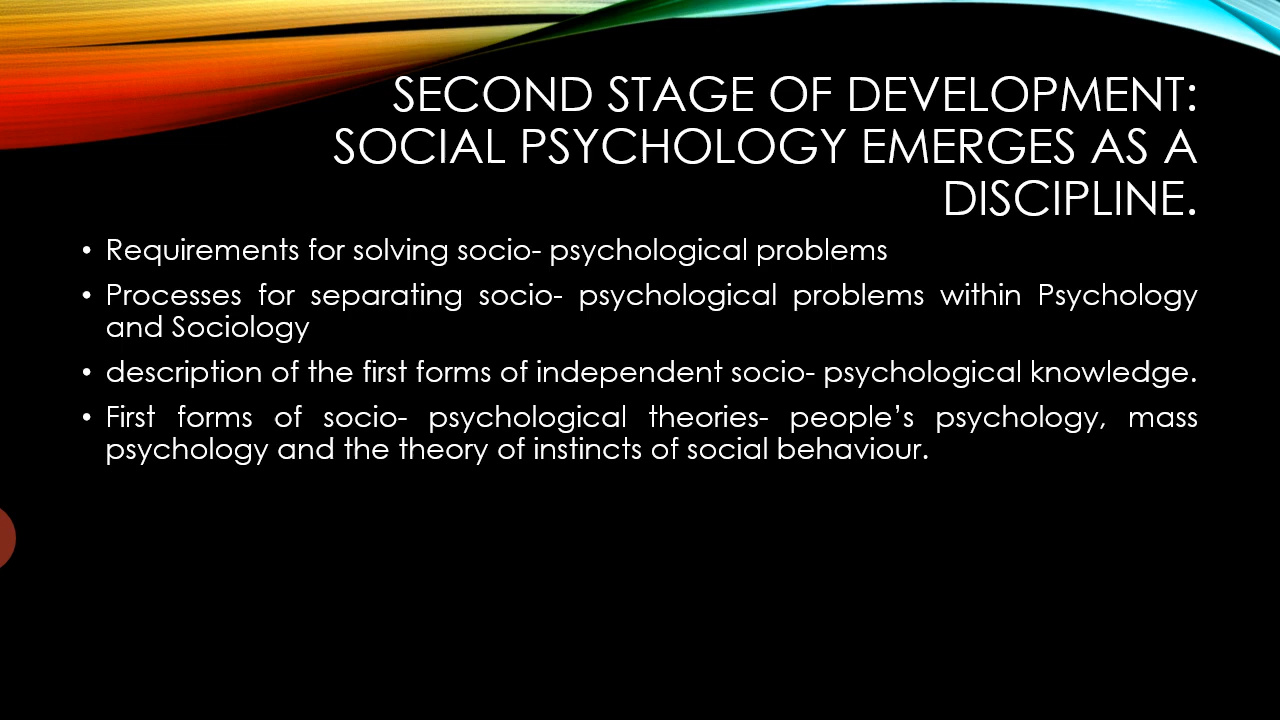 SECOND STAGE OF DEVELOPMENT:
SOCIAL PSYCHOLOGY EMERGES AS A
DISCIPLINE.
• Requirements for solving socio- psychological problems
• Processes for separating socio- psychological problems within Psychology
and Sociology
• description of the first forms of independent socio- psychological knowledge.
• First forms of socio- psychological theories- people’s psychology, mass
psychology and the theory of instincts of social behaviour.